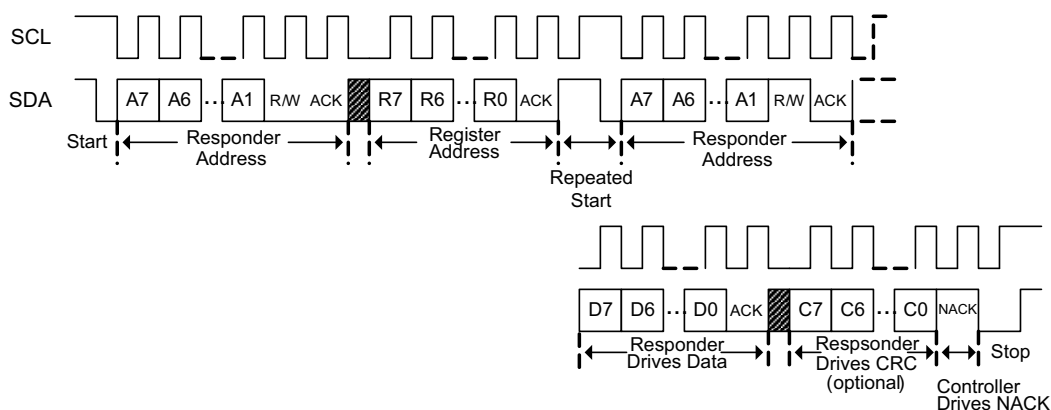 SCL
SDA
A7 A6 ... A1 R/W ACK R7 R6 ... R0 ACK A7 A6 ... A1 R/W ACK
Start
Responder
Address
Register
Address
Repeated
Start
Responder
Address
D7 D6 ... D0 ACK C7 C6 ... C0 NACK
Responder
Drives Data
Respsonder
Drives CRC
(optional)
Stop
Controller
Drives NACK